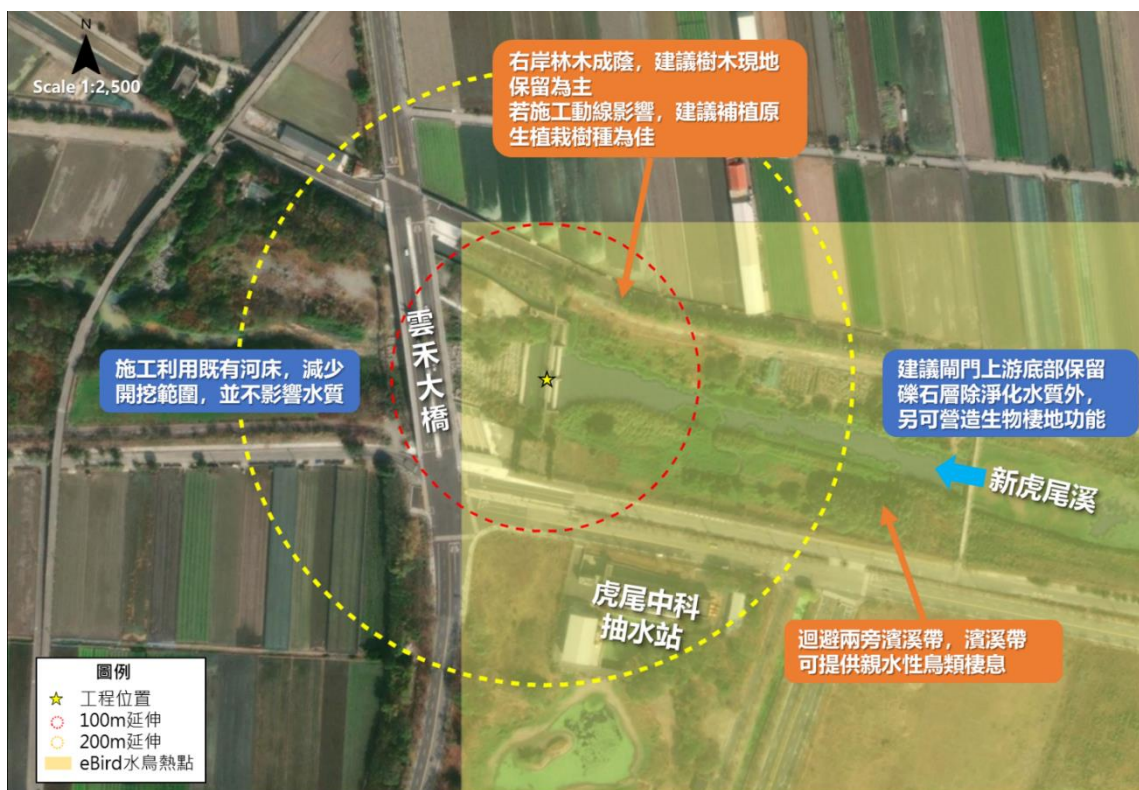 N
Scale 1:2,500
右岸林木成蔭，建議樹木現地
保留為主
若施工動線影響，建議補植原
生植栽樹種為佳
雲禾大橋
施工利用既有河床，減少
開挖範圍，並不影響水質
建議閘門上游底部保留
礫石層除淨化水質外，
另可營造生物棲地功能
新虎尾溪
虎尾中科
抽水站
迴避兩旁濱溪帶，濱溪帶
可提供親水性鳥類棲息
圖例
工程位置
100m延伸
200m延伸
eBird水鳥熱點